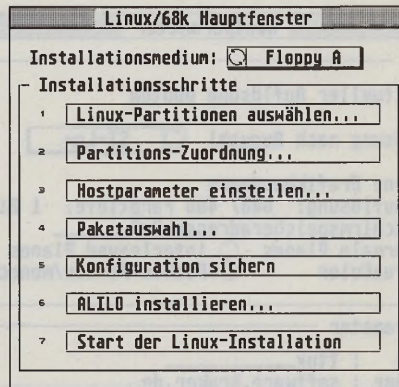 Linux/68k Hauptfenster
Installationsmedium: Floppy A
Installationsschritte
1 Linux-Partitionen auswählen...
2 Partitions-Zuordnung...
3 Hostparameter einstellen...
4 Paketauswahl...
5 Konfiguration sichern
6 ALILO installieren...
7 Start der Linux-Installation